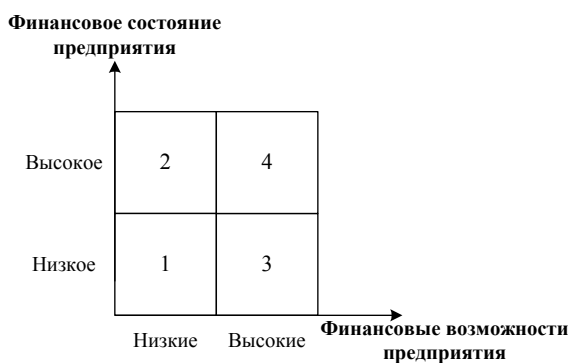 Финансовое состояние
предприятия
Высокое
2
4
Низкое
1
3
Низкие
Высокие
Финансовые возможности
предприятия